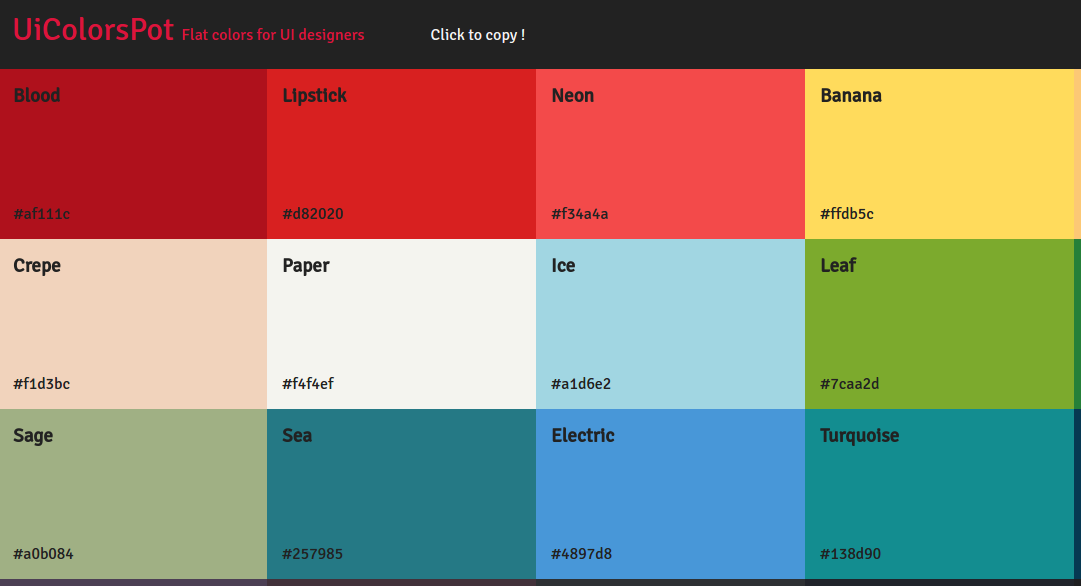 UiColorsPot Flat colors for UI designers Click to copy !
Blood Lipstick Neon Banana
#af111c #d82020 #f34a4a #ffdb5c
Crepe Paper Ice Leaf
#f1d3bc #f4f4ef #a1d6e2 #7caa2d
Sage Sea Electric Turquoise
#a0b084 #257985 #4897d8 #138d90